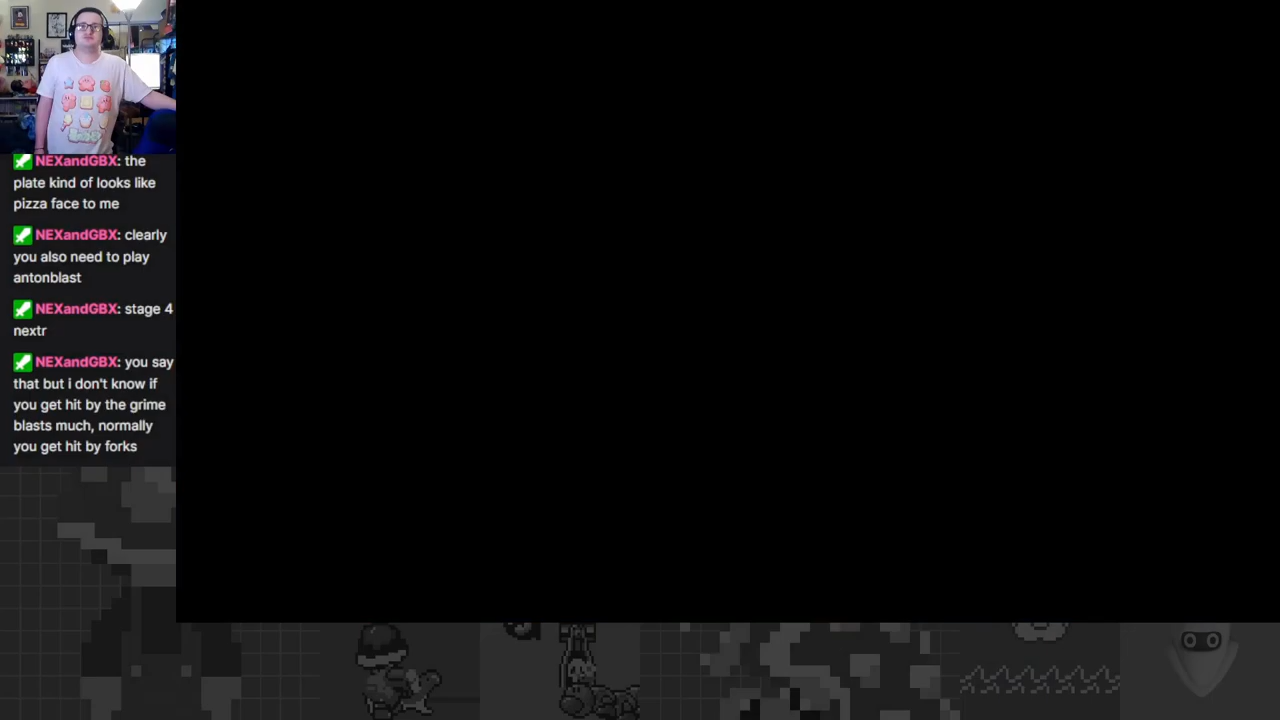 NEXandGBX: the
plate kind of looks like
pizza face to me
NEXandGBX: clearly
you also need to play
antonblast
NEXandGBX: stage 4
nextr
NEXandGBX: you say
that but i don't know if
you get hit by the grime
blasts much, normally
you get hit by forks